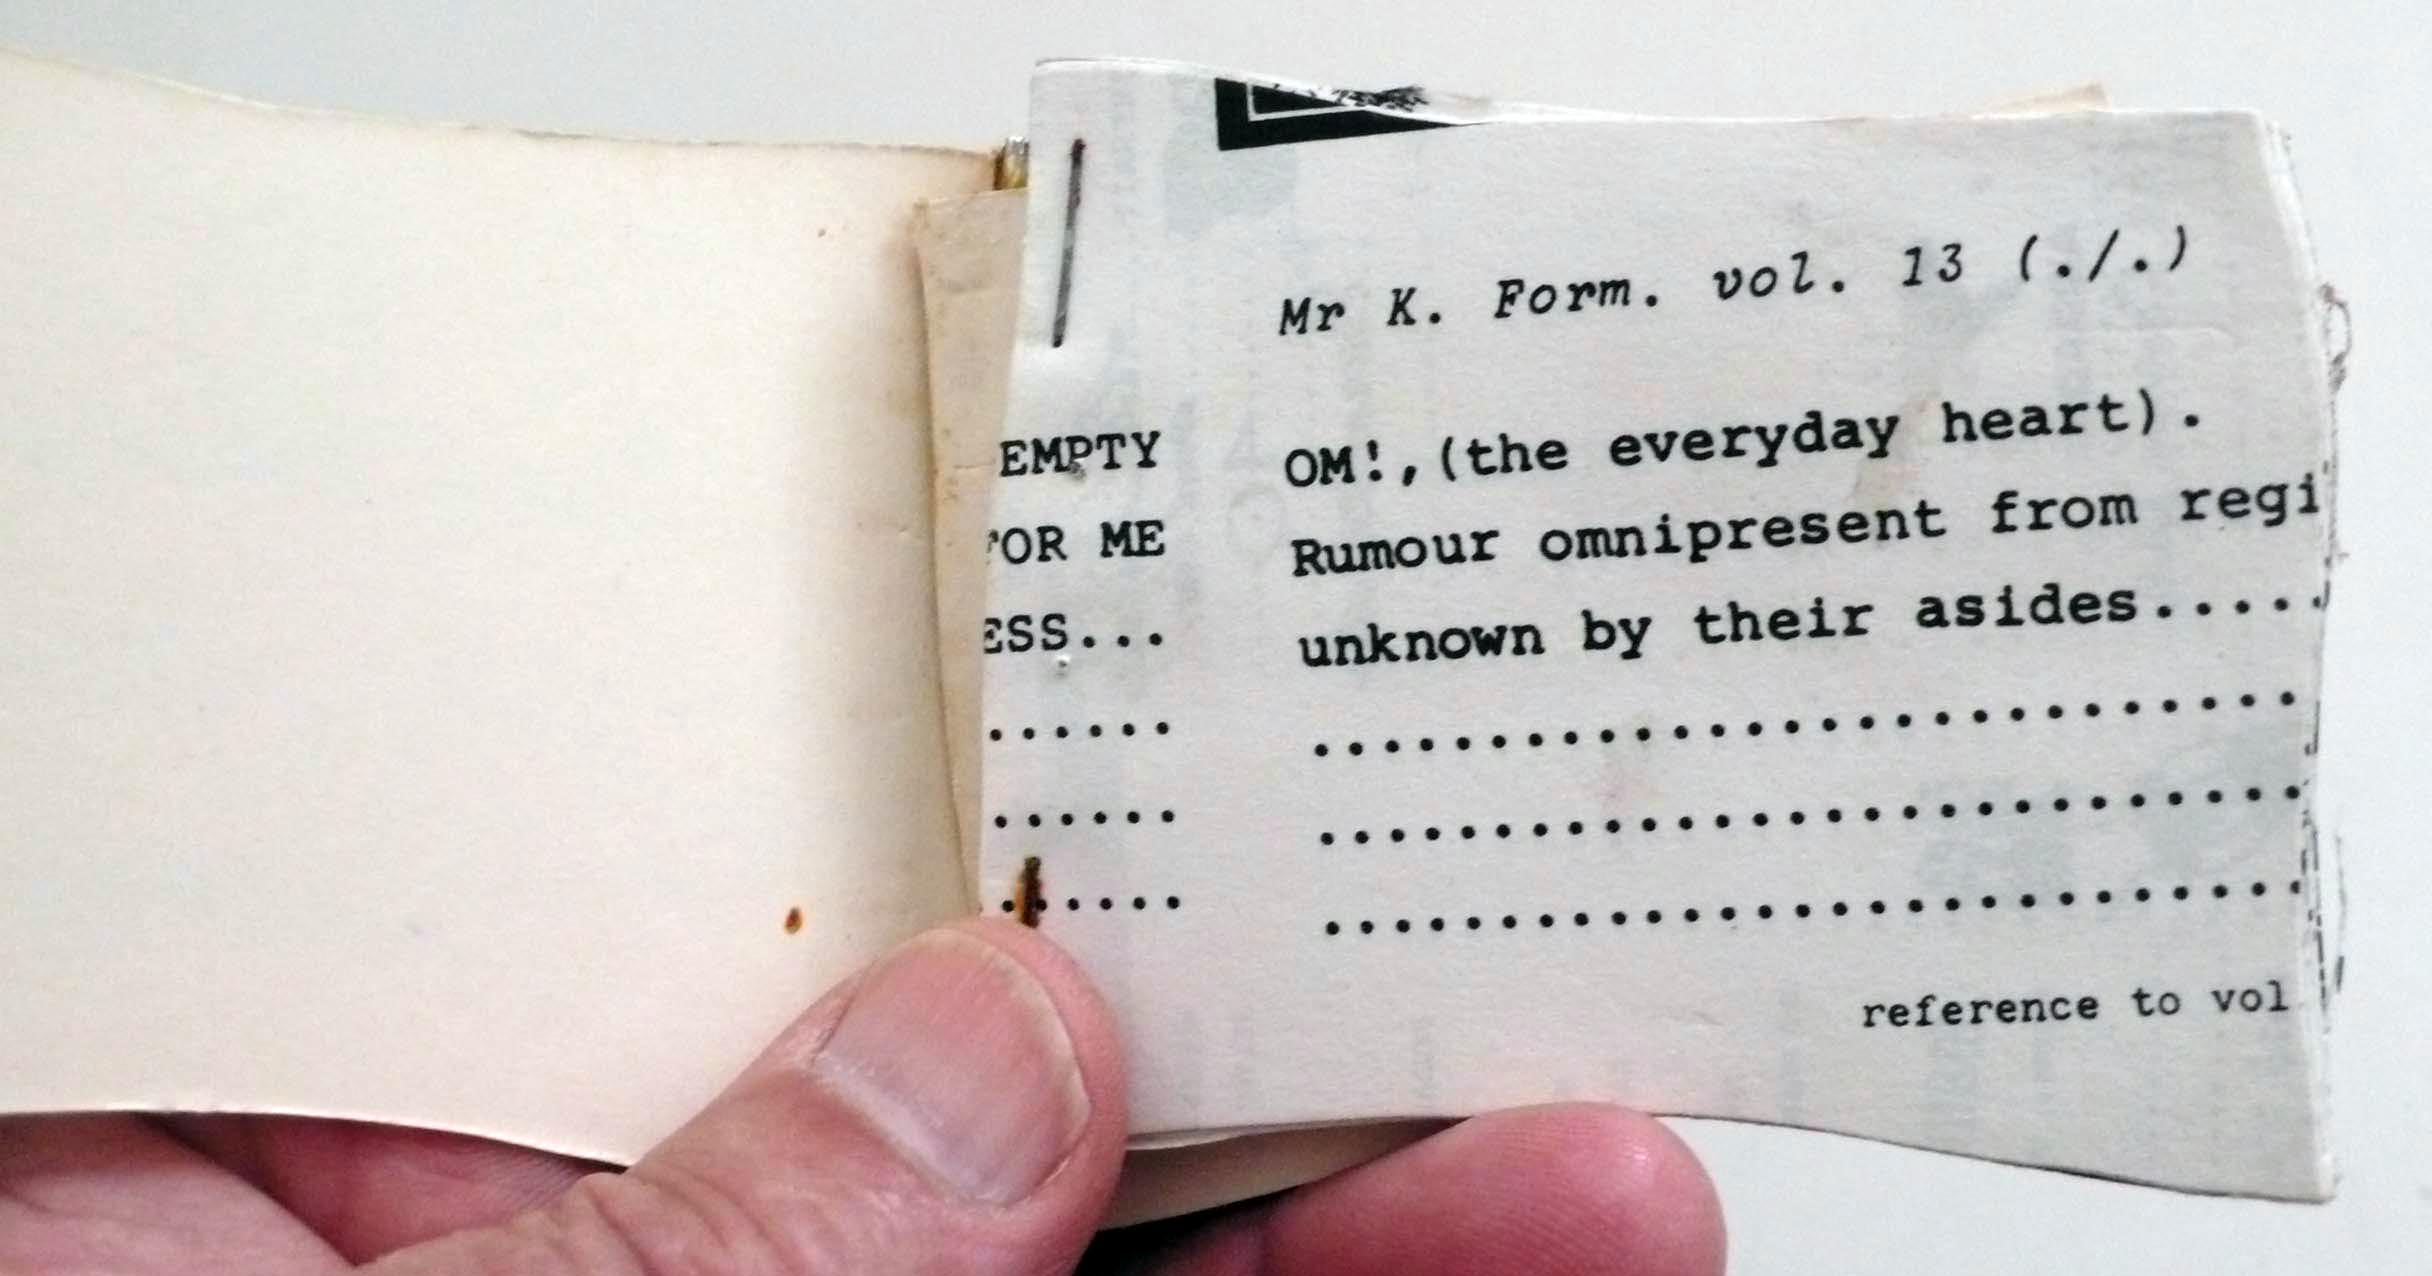 Mr K. Form. vol. 13 (./.)
EMPTY
OR ME
ESS...
......
......
......
OM!,(the everyday heart).
Rumour omnipresent from regi
unknown by their asides.....
............................
............................
............................
reference to vol